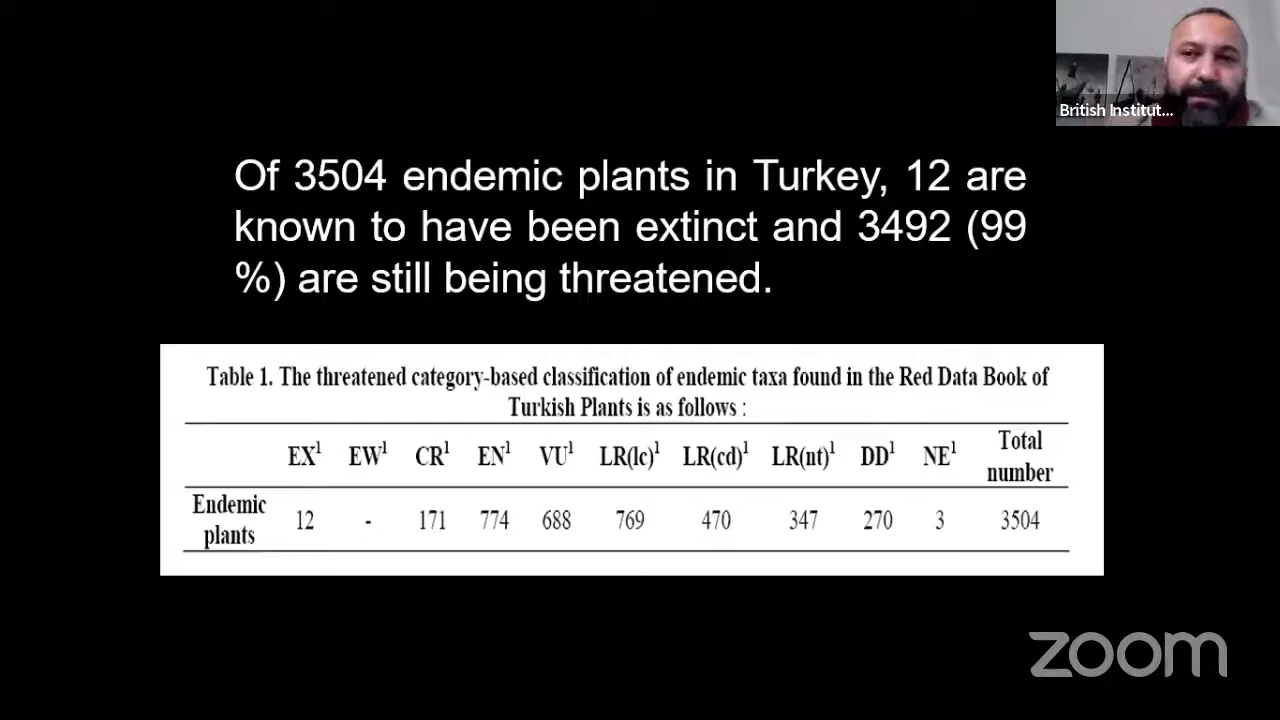 British Institut...
Of 3504 endemic plants in Turkey, 12 are
known to have been extinct and 3492 (99
%) are still being threatened.
Table 1. The threatened category-based classification of endemic taxa found in the Red Data Book of
Turkish Plants is as follows :
EX¹ EW¹ CR¹ EN¹ VU¹ LR(lc)¹ LR(cd)¹ LR(nt)¹ DD¹ NE¹ Total number
Endemic plants 12 - 171 774 688 769 470 347 270 3 3504
zoom